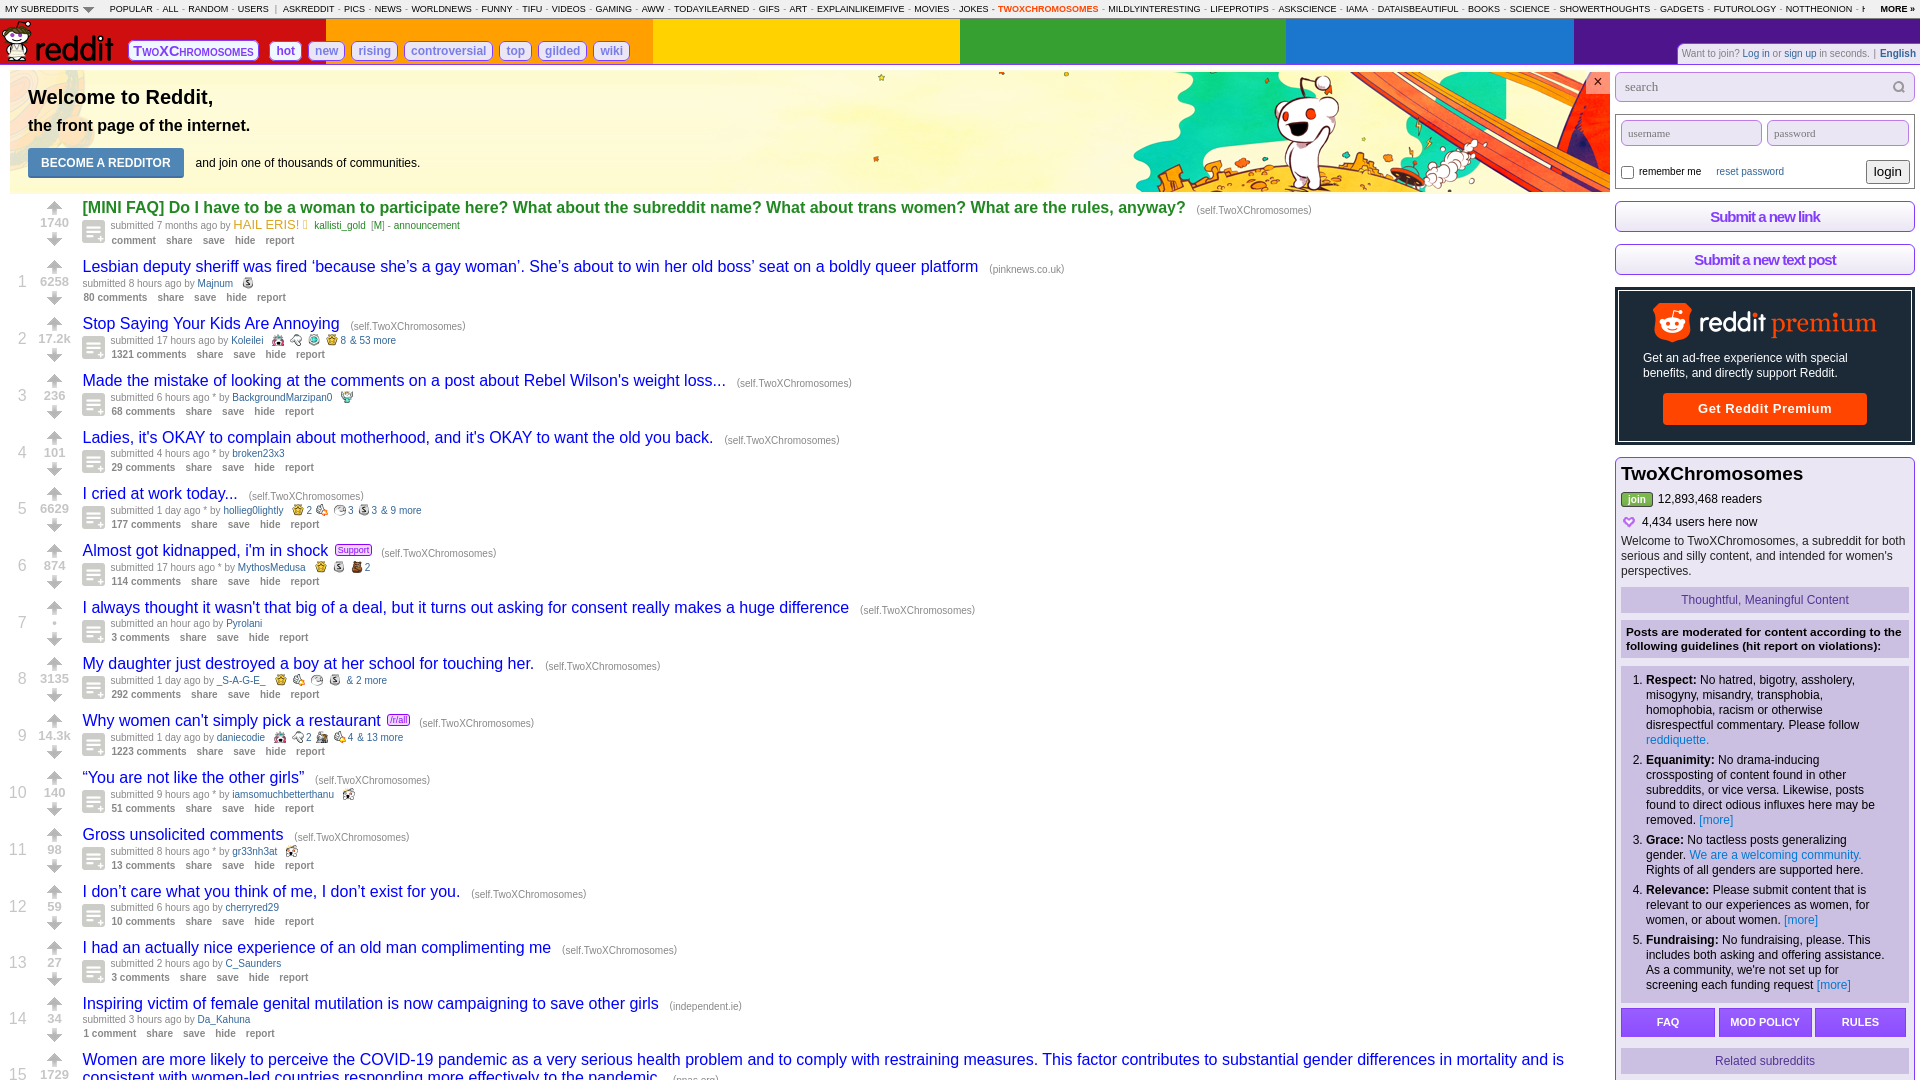 MY SUBREDDITS POPULAR - ALL - RANDOM - USERS | ASKREDDIT - PICS - NEWS - WORLDNEWS - FUNNY - TIFU - VIDEOS - GAMING - AWW - TODAYILEARNED - GIFS - ART - EXPLAINLIKEIMFIVE - MOVIES - JOKES - TWOXCHROMOSOMES - MILDLYINTERESTING - LIFEPROTIPS - ASKSCIENCE - IAMA - DATAISBEAUTIFUL - BOOKS - SCIENCE - SHOWERTHOUGHTS - GADGETS - FUTUROLOGY - NOTTHEONION - MORE »
reddit TwoXChromosomes hot new rising controversial top gilded wiki
Want to join? Log in or sign up in seconds. | English
Welcome to Reddit,
the front page of the internet.
BECOME A REDDITOR and join one of thousands of communities.
×
1740
[MINI FAQ] Do I have to be a woman to participate here? What about the subreddit name? What about trans women? What are the rules, anyway? (self.TwoXChromosomes)
submitted 7 months ago by HAIL ERIS! kallisti_gold [M] - announcement
comment share save hide report
1 6258
Lesbian deputy sheriff was fired ‘because she’s a gay woman’. She’s about to win her old boss’ seat on a boldly queer platform (pinknews.co.uk)
submitted 8 hours ago by Majnum
80 comments share save hide report
2 17.2k
Stop Saying Your Kids Are Annoying (self.TwoXChromosomes)
submitted 17 hours ago by Koleilei 8 & 53 more
1321 comments share save hide report
3 236
Made the mistake of looking at the comments on a post about Rebel Wilson's weight loss... (self.TwoXChromosomes)
submitted 6 hours ago * by BackgroundMarzipan0
68 comments share save hide report
4 101
Ladies, it's OKAY to complain about motherhood, and it's OKAY to want the old you back. (self.TwoXChromosomes)
submitted 4 hours ago * by broken23x3
29 comments share save hide report
5 6629
I cried at work today... (self.TwoXChromosomes)
submitted 1 day ago * by hollieg0lightly 2 3 3 & 9 more
177 comments share save hide report
6 874
Almost got kidnapped, i'm in shock Support (self.TwoXChromosomes)
submitted 17 hours ago * by MythosMedusa 2
114 comments share save hide report
7 •
I always thought it wasn't that big of a deal, but it turns out asking for consent really makes a huge difference (self.TwoXChromosomes)
submitted an hour ago by Pyrolani
3 comments share save hide report
8 3135
My daughter just destroyed a boy at her school for touching her. (self.TwoXChromosomes)
submitted 1 day ago by _S-A-G-E_ & 2 more
292 comments share save hide report
9 14.3k
Why women can't simply pick a restaurant /r/all (self.TwoXChromosomes)
submitted 1 day ago by daniecodie 2 4 & 13 more
1223 comments share save hide report
10 140
“You are not like the other girls” (self.TwoXChromosomes)
submitted 9 hours ago * by iamsomuchbetterthanu
51 comments share save hide report
11 98
Gross unsolicited comments (self.TwoXChromosomes)
submitted 8 hours ago * by gr33nh3at
13 comments share save hide report
12 59
I don’t care what you think of me, I don’t exist for you. (self.TwoXChromosomes)
submitted 6 hours ago by cherryred29
10 comments share save hide report
13 27
I had an actually nice experience of an old man complimenting me (self.TwoXChromosomes)
submitted 2 hours ago by C_Saunders
3 comments share save hide report
14 34
Inspiring victim of female genital mutilation is now campaigning to save other girls (independent.ie)
submitted 3 hours ago by Da_Kahuna
1 comment share save hide report
15 1729
Women are more likely to perceive the COVID-19 pandemic as a very serious health problem and to comply with restraining measures. This factor contributes to substantial gender differences in mortality and is
consistent with women-led countries responding more effectively to the pandemic. (pnas.org)
search
username password
remember me reset password login
Submit a new link
Submit a new text post
reddit premium
Get an ad-free experience with special
benefits, and directly support Reddit.
Get Reddit Premium
TwoXChromosomes
join 12,893,468 readers
4,434 users here now
Welcome to TwoXChromosomes, a subreddit for both
serious and silly content, and intended for women's
perspectives.
Thoughtful, Meaningful Content
Posts are moderated for content according to the
following guidelines (hit report on violations):
1. Respect: No hatred, bigotry, assholery,
misogyny, misandry, transphobia,
homophobia, racism or otherwise
disrespectful commentary. Please follow
reddiquette.
2. Equanimity: No drama-inducing
crossposting of content found in other
subreddits, or vice versa. Likewise, posts
found to direct odious influxes here may be
removed. [more]
3. Grace: No tactless posts generalizing
gender. We are a welcoming community.
Rights of all genders are supported here.
4. Relevance: Please submit content that is
relevant to our experiences as women, for
women, or about women. [more]
5. Fundraising: No fundraising, please. This
includes both asking and offering assistance.
As a community, we're not set up for
screening each funding request [more]
FAQ MOD POLICY RULES
Related subreddits